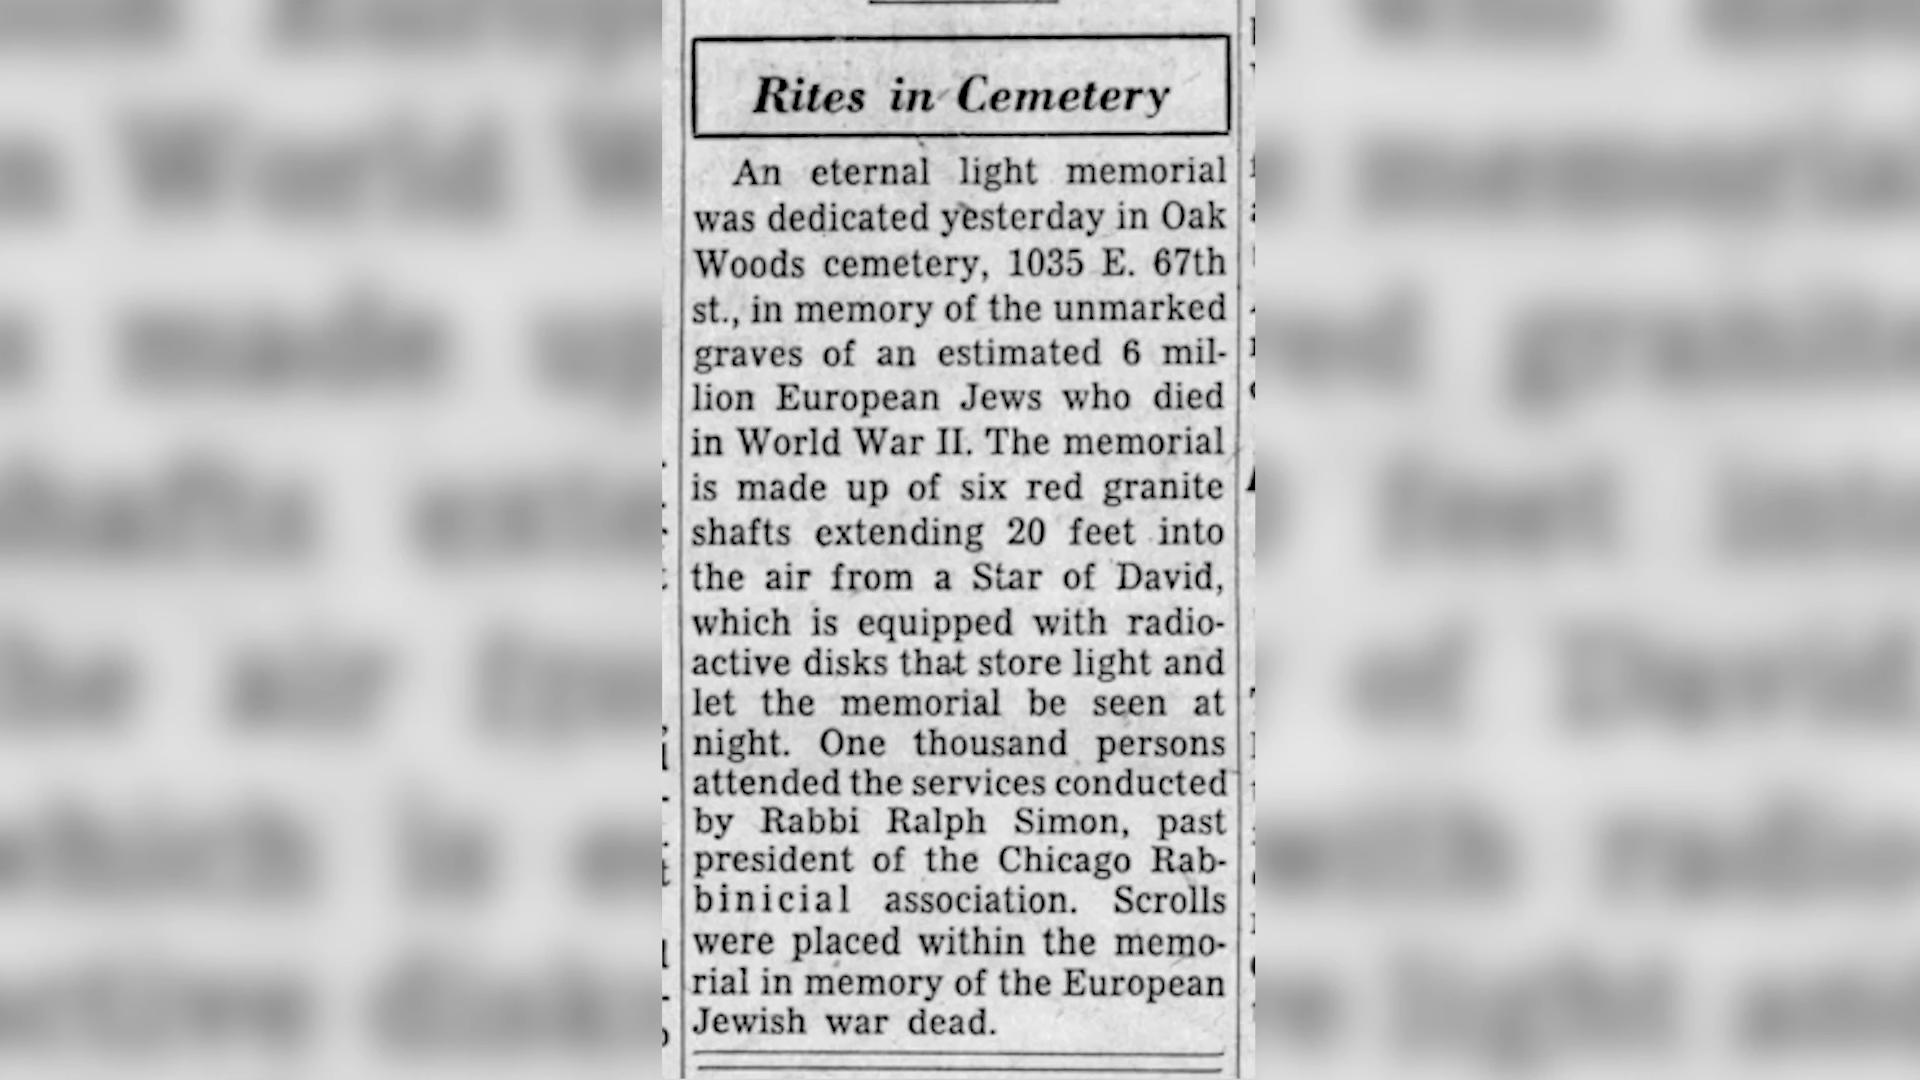 Rites in Cemetery
An eternal light memorial
was dedicated yesterday in Oak
Woods cemetery, 1035 E. 67th
st., in memory of the unmarked
graves of an estimated 6 mil-
lion European Jews who died
in World War II. The memorial
is made up of six red granite
shafts extending 20 feet into
the air from a Star of David,
which is equipped with radio-
active disks that store light and
let the memorial be seen at
night. One thousand persons
attended the services conducted
by Rabbi Ralph Simon, past
president of the Chicago Rab-
binicial association. Scrolls
were placed within the memo-
rial in memory of the European
Jewish war dead.